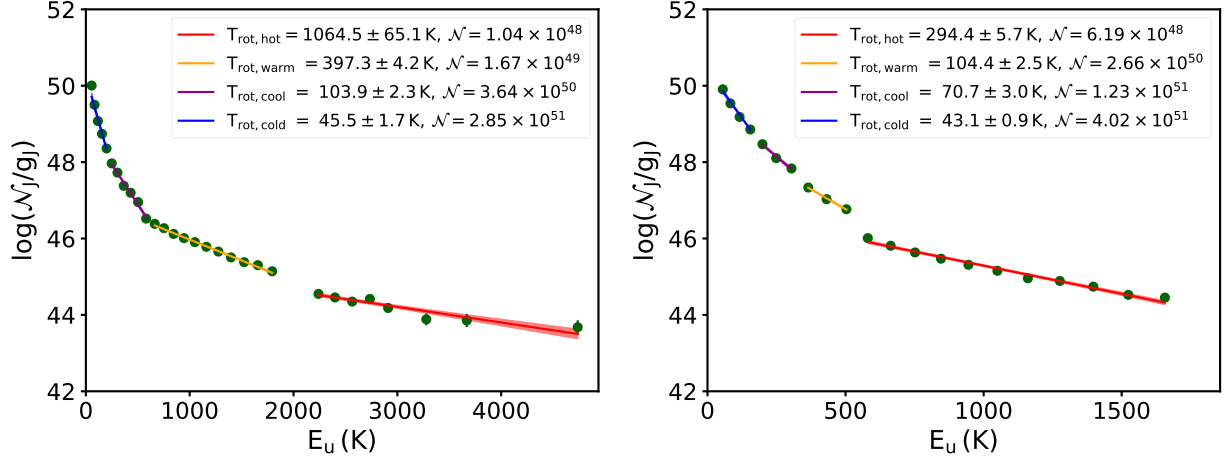 52
50
48
46
44
42
log(𝒩J/gJ)
T_rot, hot = 1064.5 ± 65.1 K, 𝒩 = 1.04 × 10^48
T_rot, warm = 397.3 ± 4.2 K, 𝒩 = 1.67 × 10^49
T_rot, cool = 103.9 ± 2.3 K, 𝒩 = 3.64 × 10^50
T_rot, cold = 45.5 ± 1.7 K, 𝒩 = 2.85 × 10^51
0 1000 2000 3000 4000
E_u (K)
52
50
48
46
44
42
log(𝒩J/gJ)
T_rot, hot = 294.4 ± 5.7 K, 𝒩 = 6.19 × 10^48
T_rot, warm = 104.4 ± 2.5 K, 𝒩 = 2.66 × 10^50
T_rot, cool = 70.7 ± 3.0 K, 𝒩 = 1.23 × 10^51
T_rot, cold = 43.1 ± 0.9 K, 𝒩 = 4.02 × 10^51
0 500 1000 1500
E_u (K)